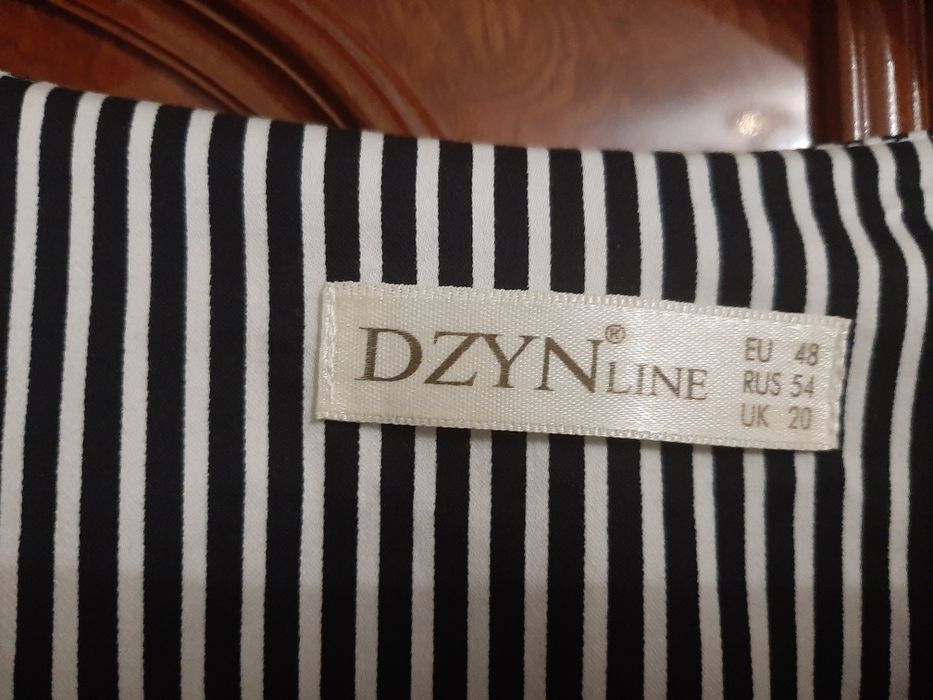 DZYN® LINE
EU 48
RUS 54
UK 20